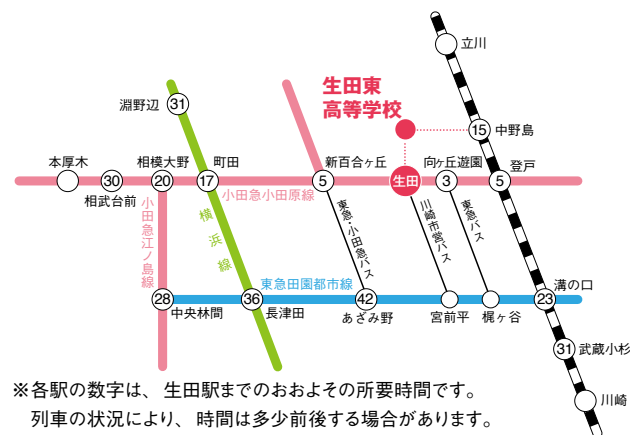 立川
生田東
高等学校
淵野辺
31
15
中野島
本厚木
30
相武台前
相模大野
20
町田
17
新百合ヶ丘
5
生田
向ヶ丘遊園
3
登戸
5
小田急小田原線
小田急江ノ島線
横浜線
東急・小田急バス
川崎市営バス
東急バス
東急田園都市線
28
中央林間
36
長津田
42
あざみ野
宮前平
梶ヶ谷
溝の口
23
31
武蔵小杉
川崎
※各駅の数字は、生田駅までのおおよその所要時間です。
列車の状況により、時間は多少前後する場合があります。